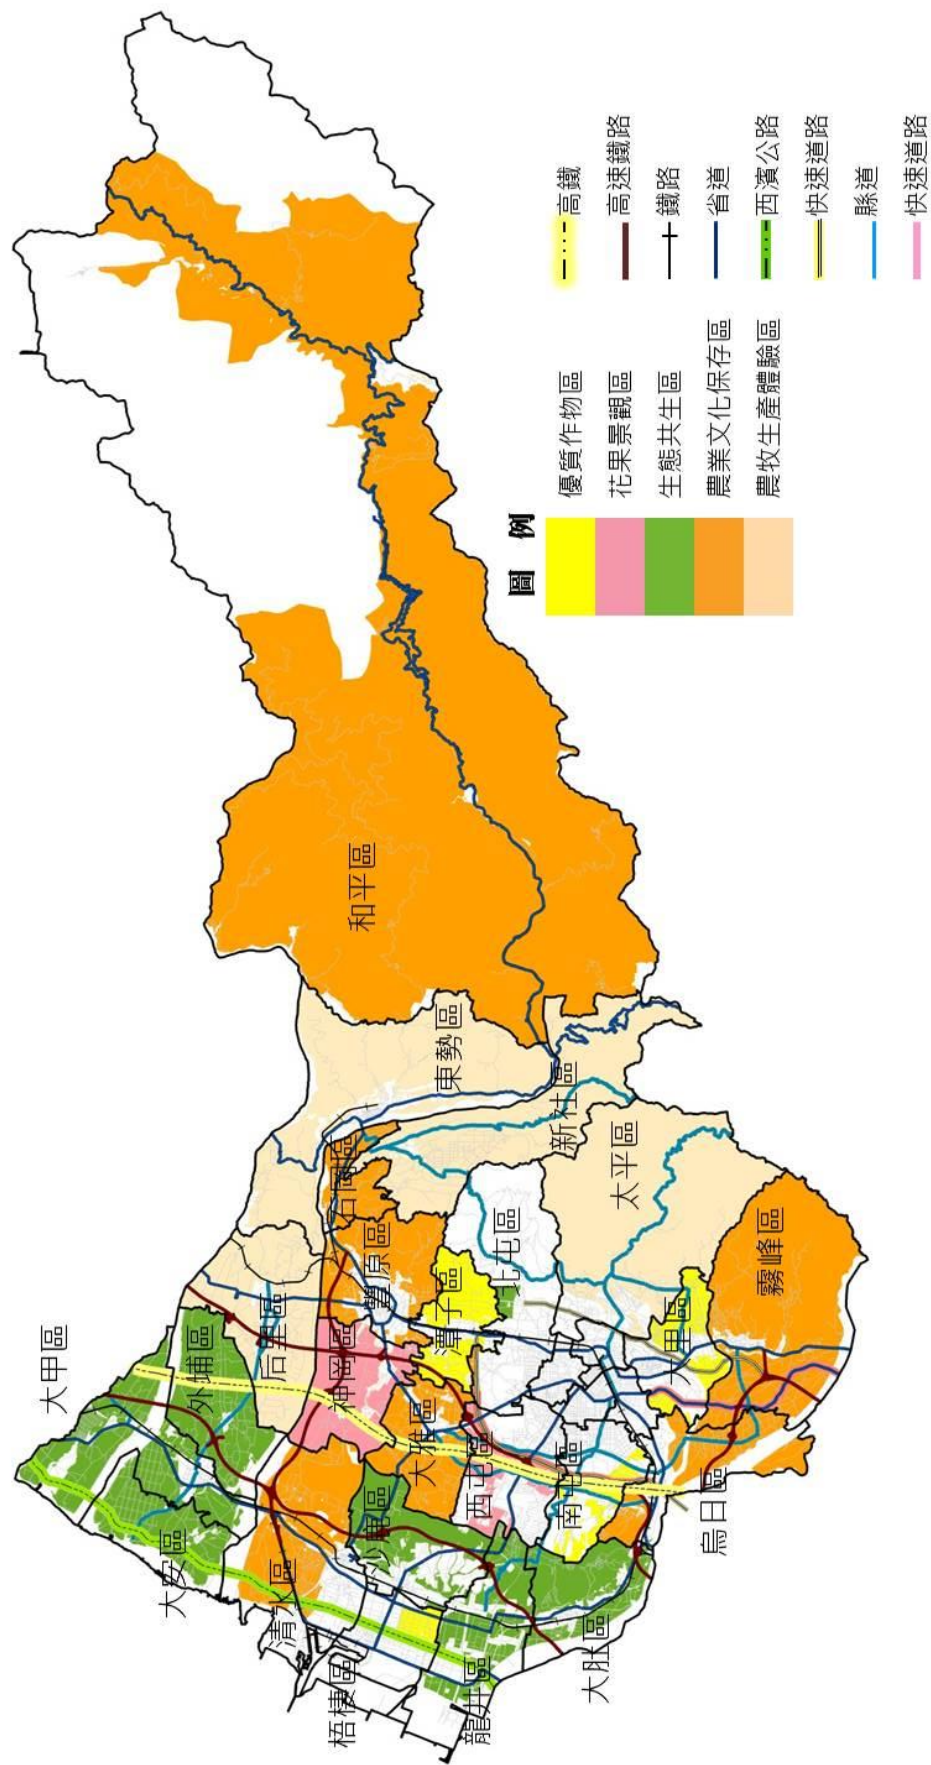 大甲區
外埔區
后里區
大安區
清水區
神岡區
豐原區
石岡區
東勢區
和平區
梧棲區
沙鹿區
大雅區
潭子區
新社區
龍井區
西屯區
北屯區
大肚區
南屯區
太平區
烏日區
大里區
霧峰區
圖 例
優質作物區
花果景觀區
生態共生區
農業文化保存區
農牧生產體驗區
高鐵
高速鐵路
鐵路
省道
西濱公路
快速道路
縣道
快速道路